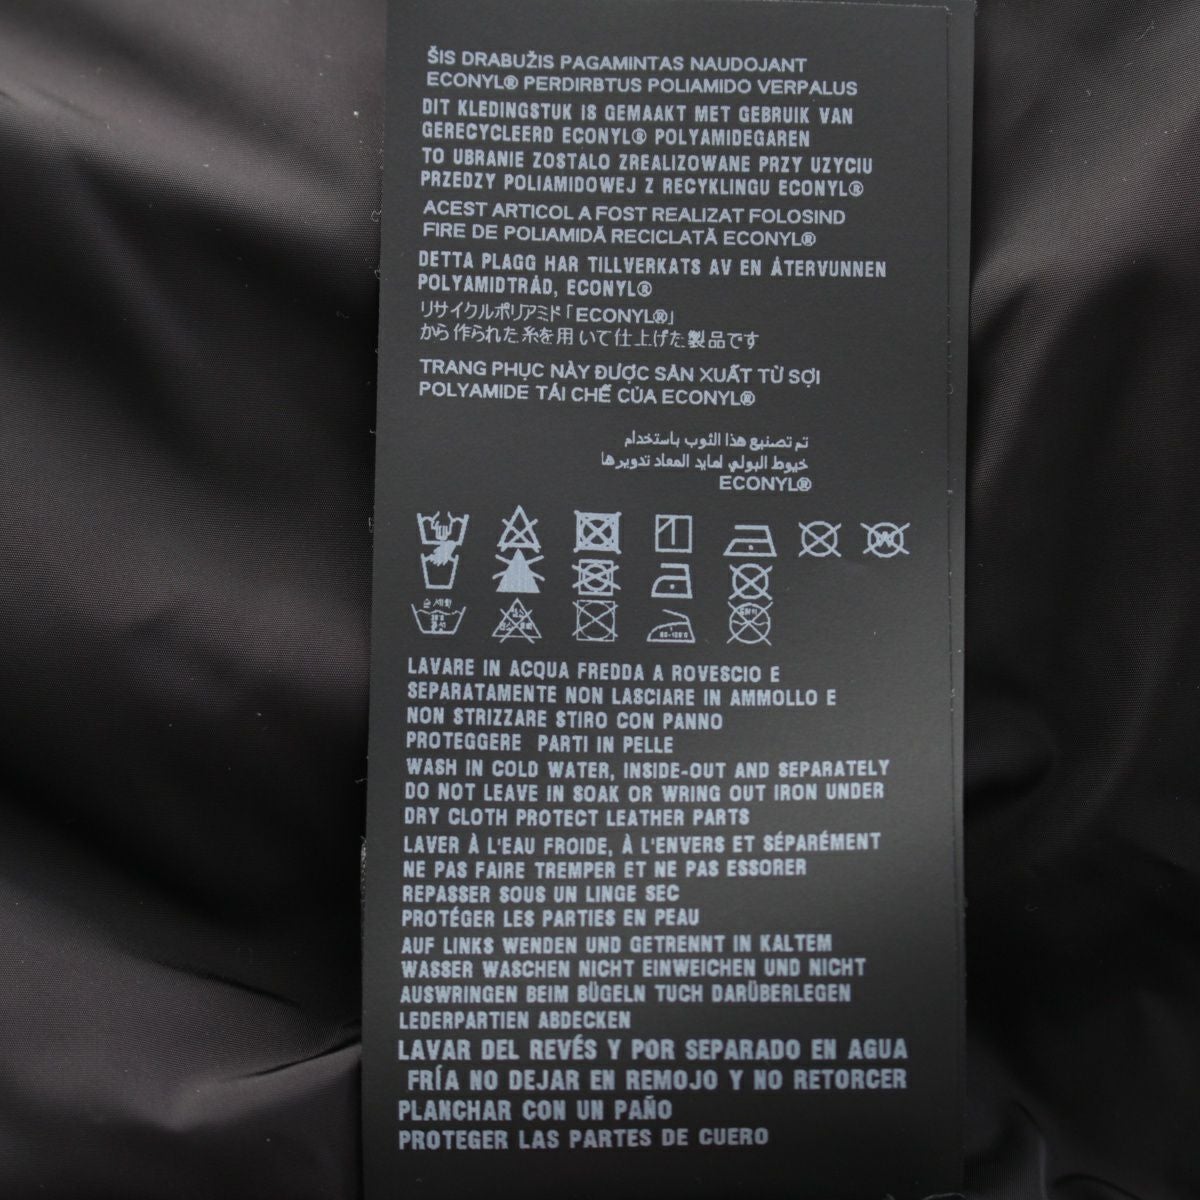 ŠIS DRABUŽIS PAGAMINTAS NAUDOJANT
ECONYL® PERDIRBTUS POLIAMIDO VERPALUS
DIT KLEDINGSTUK IS GEMAAKT MET GEBRUIK VAN
GERECYCLEERD ECONYL® POLYAMIDEGAREN
TO UBRANIE ZOSTALO ZREALIZOWANE PRZY UZYCIU
PRZEDZY POLIAMIDOWEJ Z RECYKLINGU ECONYL®
ACEST ARTICOL A FOST REALIZAT FOLOSIND
FIRE DE POLIAMIDĂ RECICLATĂ ECONYL®
DETTA PLAGG HAR TILLVERKATS AV EN ÅTERVUNNEN
POLYAMIDTRÅD, ECONYL®
リサイクルポリアミド「ECONYL®」
から作られた糸を用いて仕上げた製品です
TRANG PHỤC NÀY ĐƯỢC SẢN XUẤT TỪ SỢI
POLYAMIDE TÁI CHẾ CỦA ECONYL®
تم تصنيع هذا الثوب باستخدام
خيوط البولي لمايد المعاد تدويرها
ECONYL®
LAVARE IN ACQUA FREDDA A ROVESCIO E
SEPARATAMENTE NON LASCIARE IN AMMOLLO E
NON STRIZZARE STIRO CON PANNO
PROTEGGERE PARTI IN PELLE
WASH IN COLD WATER, INSIDE-OUT AND SEPARATELY
DO NOT LEAVE IN SOAK OR WRING OUT IRON UNDER
DRY CLOTH PROTECT LEATHER PARTS
LAVER À L'EAU FROIDE, À L'ENVERS ET SÉPARÉMENT
NE PAS FAIRE TREMPER ET NE PAS ESSORER
REPASSER SOUS UN LINGE SEC
PROTÉGER LES PARTIES EN PEAU
AUF LINKS WENDEN UND GETRENNT IN KALTEM
WASSER WASCHEN NICHT EINWEICHEN UND NICHT
AUSWRINGEN BEIM BÜGELN TUCH DARÜBERLEGEN
LEDERPARTIEN ABDECKEN
LAVAR DEL REVÉS Y POR SEPARADO EN AGUA
FRÍA NO DEJAR EN REMOJO Y NO RETORCER
PLANCHAR CON UN PAÑO
PROTEGER LAS PARTES DE CUERO